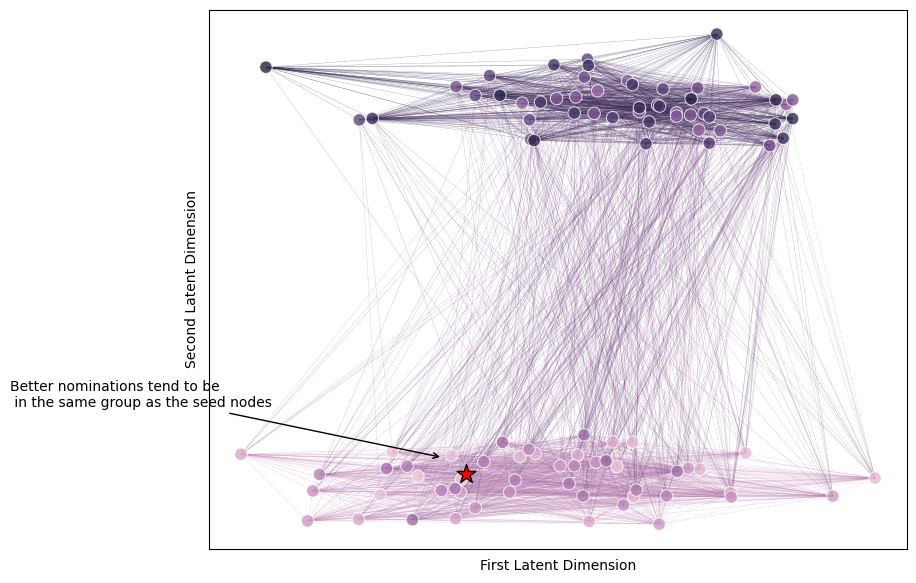 Second Latent Dimension
Better nominations tend to be
in the same group as the seed nodes
First Latent Dimension